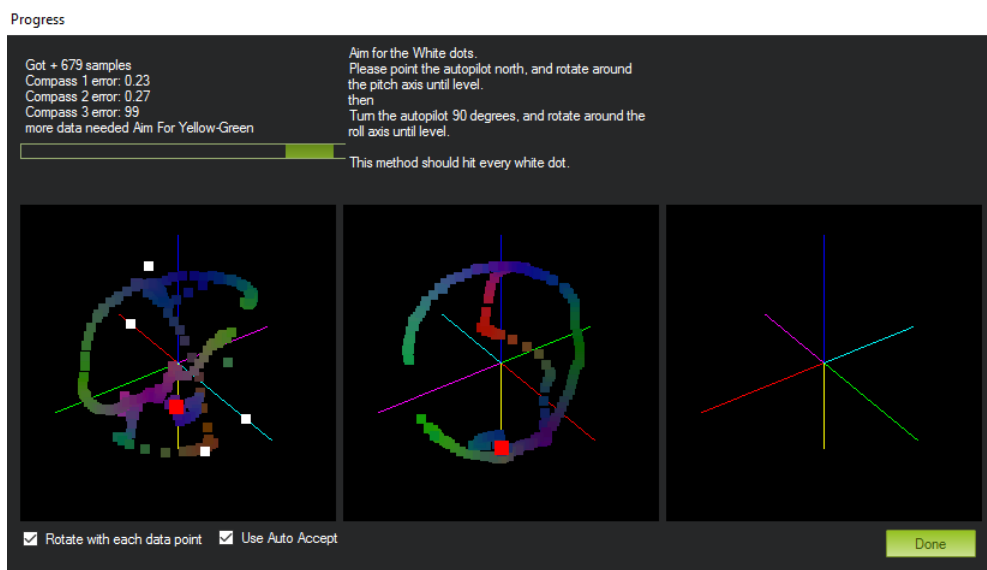 Progress
Got + 679 samples
Compass 1 error: 0.23
Compass 2 error: 0.27
Compass 3 error: 99
more data needed Aim For Yellow-Green
Aim for the White dots.
Please point the autopilot north, and rotate around
the pitch axis until level.
then
Turn the autopilot 90 degrees, and rotate around the
roll axis until level.
This method should hit every white dot.
Rotate with each data point
Use Auto Accept
Done